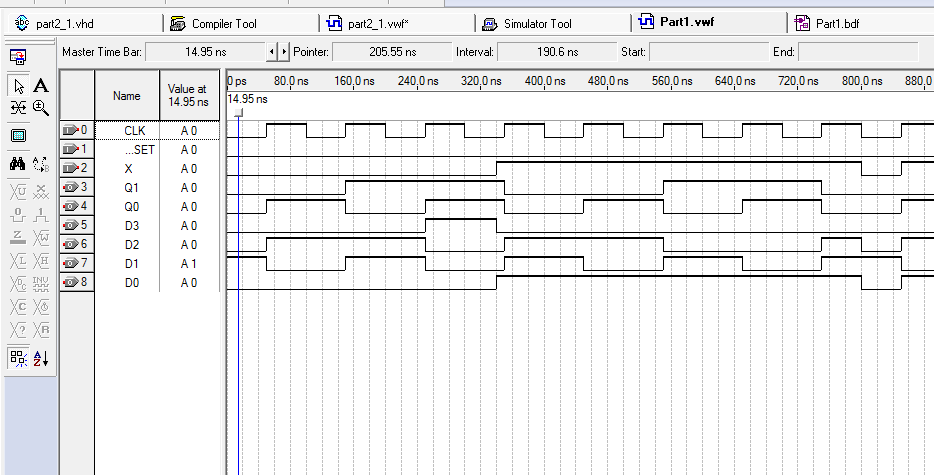 part2_1.vhd Compiler Tool part2_1.vwf* Simulator Tool Part1.vwf Part1.bdf
Master Time Bar: 14.95 ns Pointer: 205.55 ns Interval: 190.6 ns Start: End:
Name Value at 14.95 ns
0 ps 80.0 ns 160.0 ns 240.0 ns 320.0 ns 400.0 ns 480.0 ns 560.0 ns 640.0 ns 720.0 ns 800.0 ns 880.0
14.95 ns
0 CLK A 0
1 ...SET A 0
2 X A 0
3 Q1 A 0
4 Q0 A 0
5 D3 A 0
6 D2 A 0
7 D1 A 1
8 D0 A 0